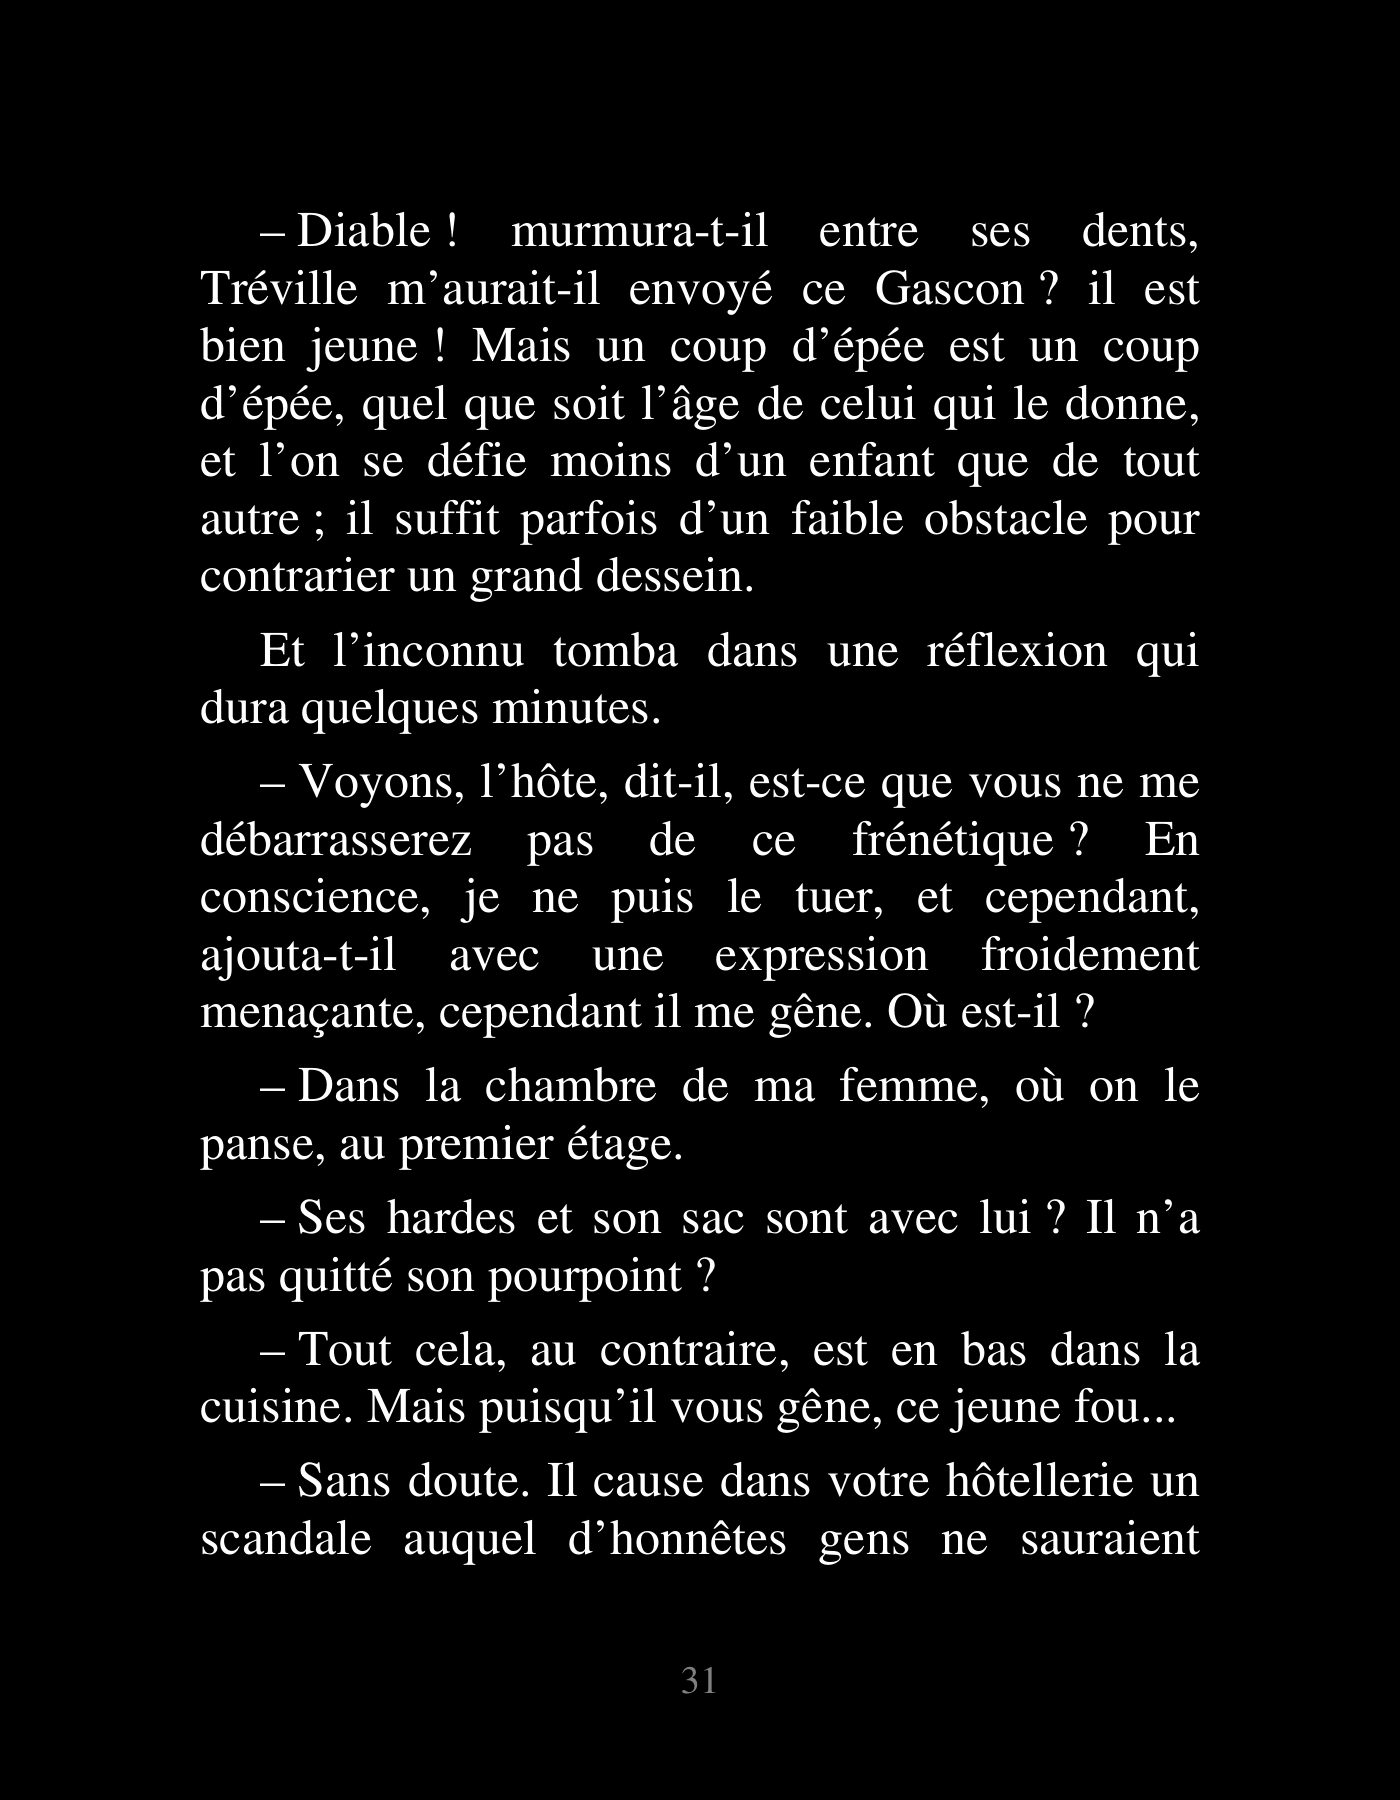 – Diable ! murmura-t-il entre ses dents,
Tréville m’aurait-il envoyé ce Gascon ? il est
bien jeune ! Mais un coup d’épée est un coup
d’épée, quel que soit l’âge de celui qui le donne,
et l’on se défie moins d’un enfant que de tout
autre ; il suffit parfois d’un faible obstacle pour
contrarier un grand dessein.
Et l’inconnu tomba dans une réflexion qui
dura quelques minutes.
– Voyons, l’hôte, dit-il, est-ce que vous ne me
débarrasserez pas de ce frénétique ? En
conscience, je ne puis le tuer, et cependant,
ajouta-t-il avec une expression froidement
menaçante, cependant il me gêne. Où est-il ?
– Dans la chambre de ma femme, où on le
panse, au premier étage.
– Ses hardes et son sac sont avec lui ? Il n’a
pas quitté son pourpoint ?
– Tout cela, au contraire, est en bas dans la
cuisine. Mais puisqu’il vous gêne, ce jeune fou...
– Sans doute. Il cause dans votre hôtellerie un
scandale auquel d’honnêtes gens ne sauraient
31